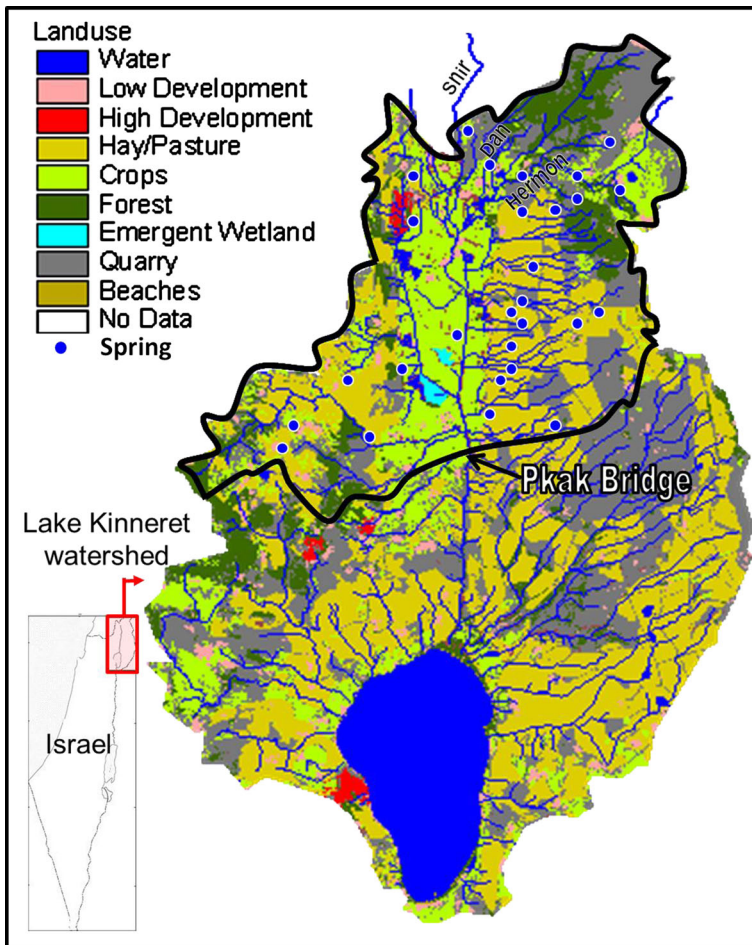 Landuse
Water
Low Development
High Development
Hay/Pasture
Crops
Forest
Emergent Wetland
Quarry
Beaches
No Data
Spring
snir
Dan
Hermon
Pkak Bridge
Lake Kinneret
watershed
Israel